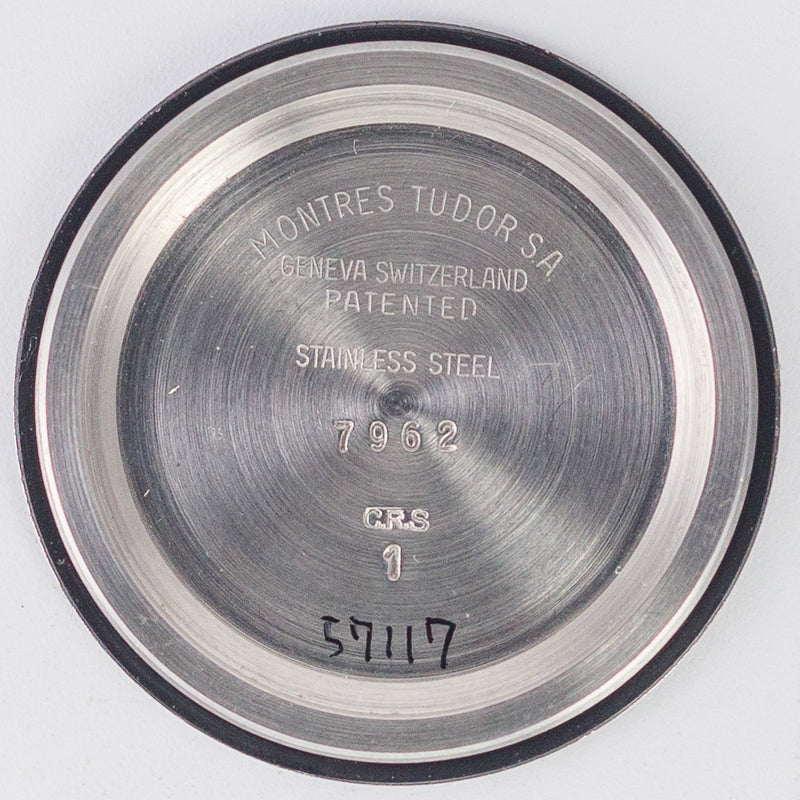 MONTRES TUDOR SA
GENEVA SWITZERLAND
PATENTED
STAINLESS STEEL
7962
C.R.S
1
57117